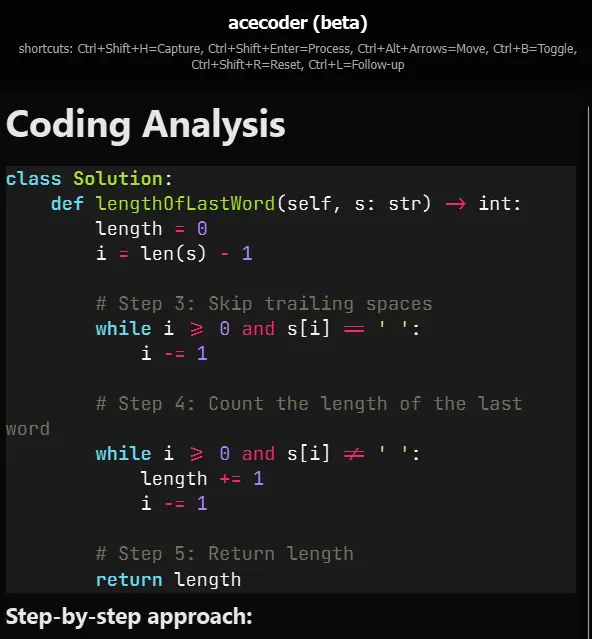 acecoder (beta)
shortcuts: Ctrl+Shift+H=Capture, Ctrl+Shift+Enter=Process, Ctrl+Alt+Arrows=Move, Ctrl+B=Toggle,
Ctrl+Shift+R=Reset, Ctrl+L=Follow-up
Coding Analysis
class Solution:
    def lengthOfLastWord(self, s: str) -> int:
        length = 0
        i = len(s) - 1
        # Step 3: Skip trailing spaces
        while i >= 0 and s[i] == ' ':
            i -= 1
        # Step 4: Count the length of the last
word
        while i >= 0 and s[i] != ' ':
            length += 1
            i -= 1
        # Step 5: Return length
        return length
Step-by-step approach: